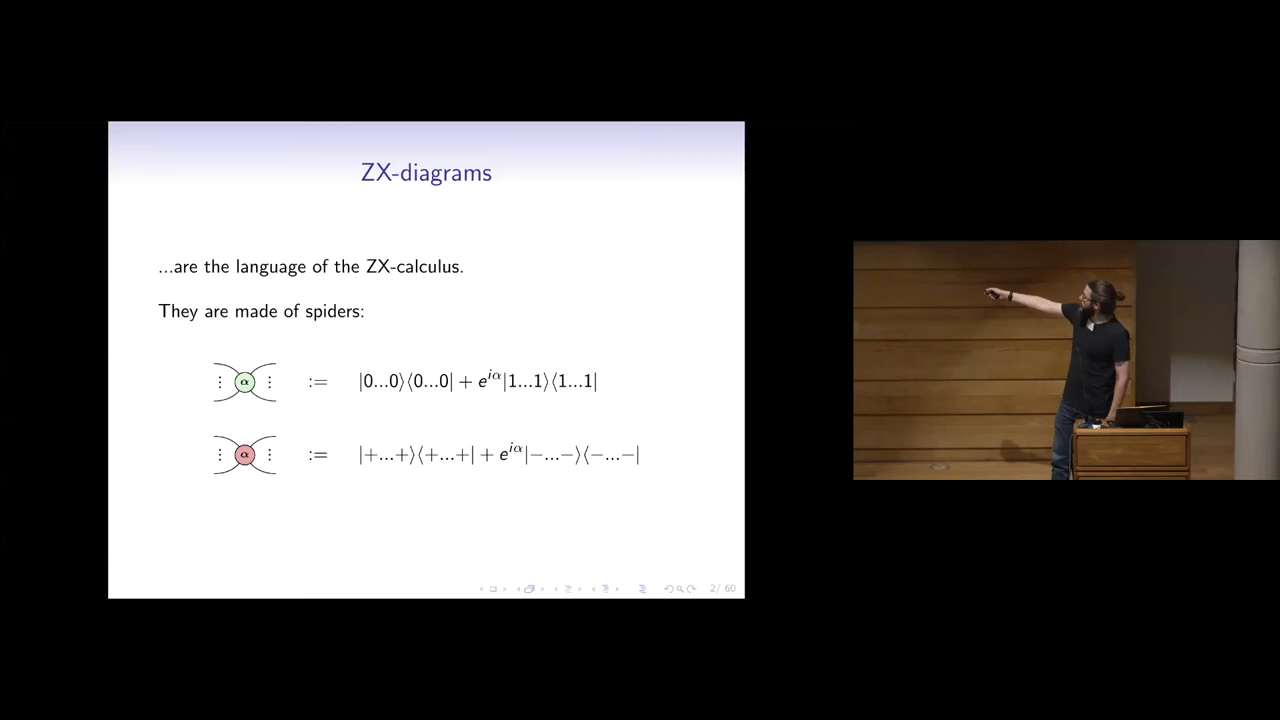 ZX-diagrams
...are the language of the ZX-calculus.
They are made of spiders:
α := |0...0⟩⟨0...0| + e^{iα}|1...1⟩⟨1...1|
α := |+...+⟩⟨+...+| + e^{iα}|−...−⟩⟨−...−|
2/ 60